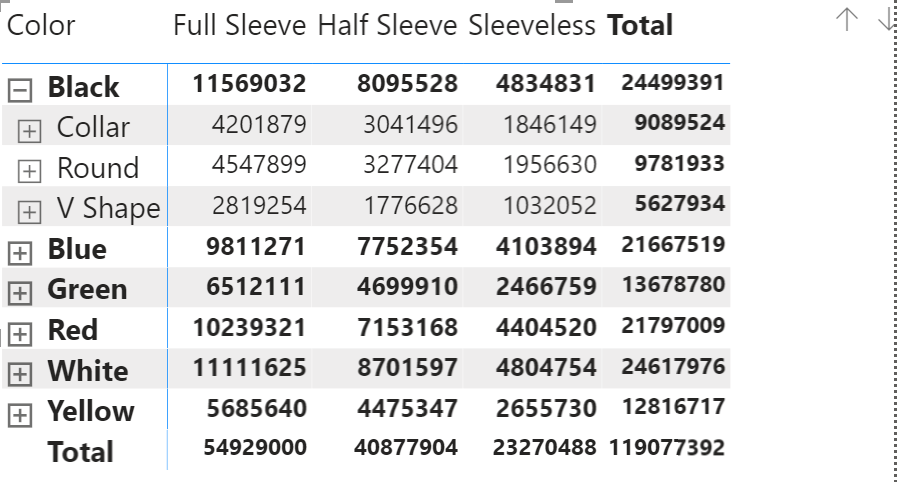 Color Full Sleeve Half Sleeve Sleeveless Total
Black 11569032 8095528 4834831 24499391
Collar 4201879 3041496 1846149 9089524
Round 4547899 3277404 1956630 9781933
V Shape 2819254 1776628 1032052 5627934
Blue 9811271 7752354 4103894 21667519
Green 6512111 4699910 2466759 13678780
Red 10239321 7153168 4404520 21797009
White 11111625 8701597 4804754 24617976
Yellow 5685640 4475347 2655730 12816717
Total 54929000 40877904 23270488 119077392